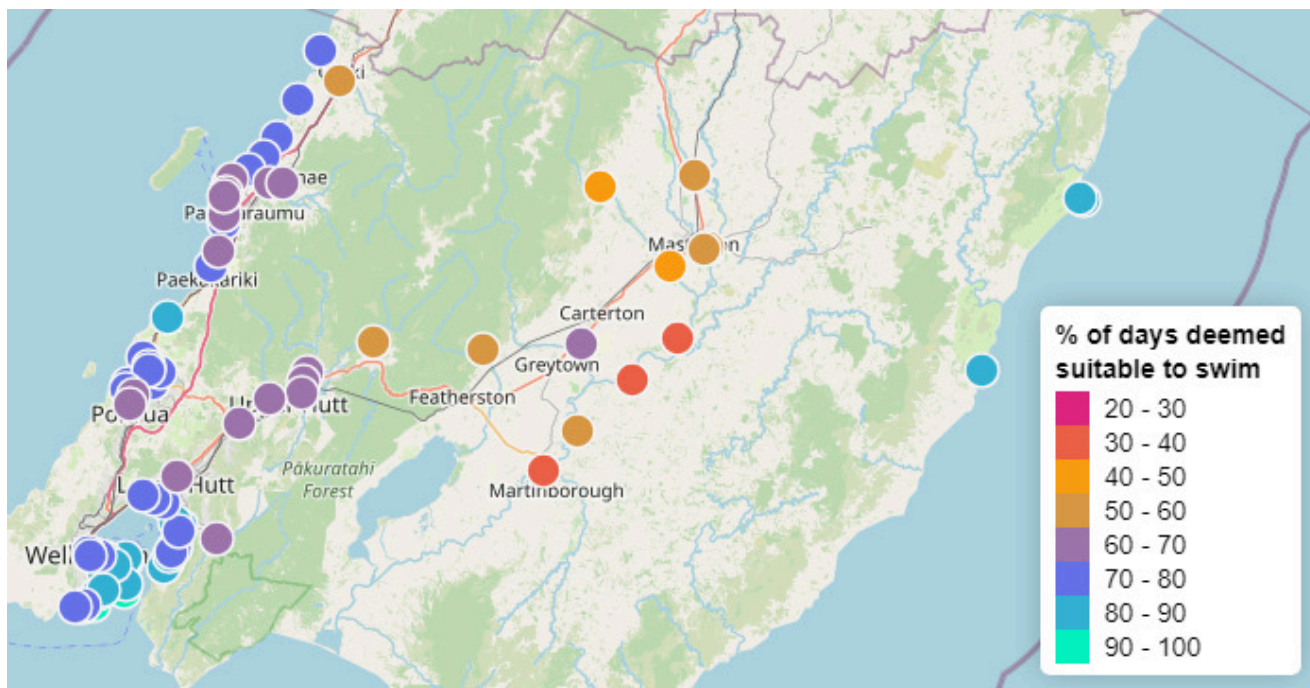 Paekakariki
Carterton
Greytown
Featherston
Pākuratahi
Forest
Martinborough
% of days deemed
suitable to swim
20 - 30
30 - 40
40 - 50
50 - 60
60 - 70
70 - 80
80 - 90
90 - 100